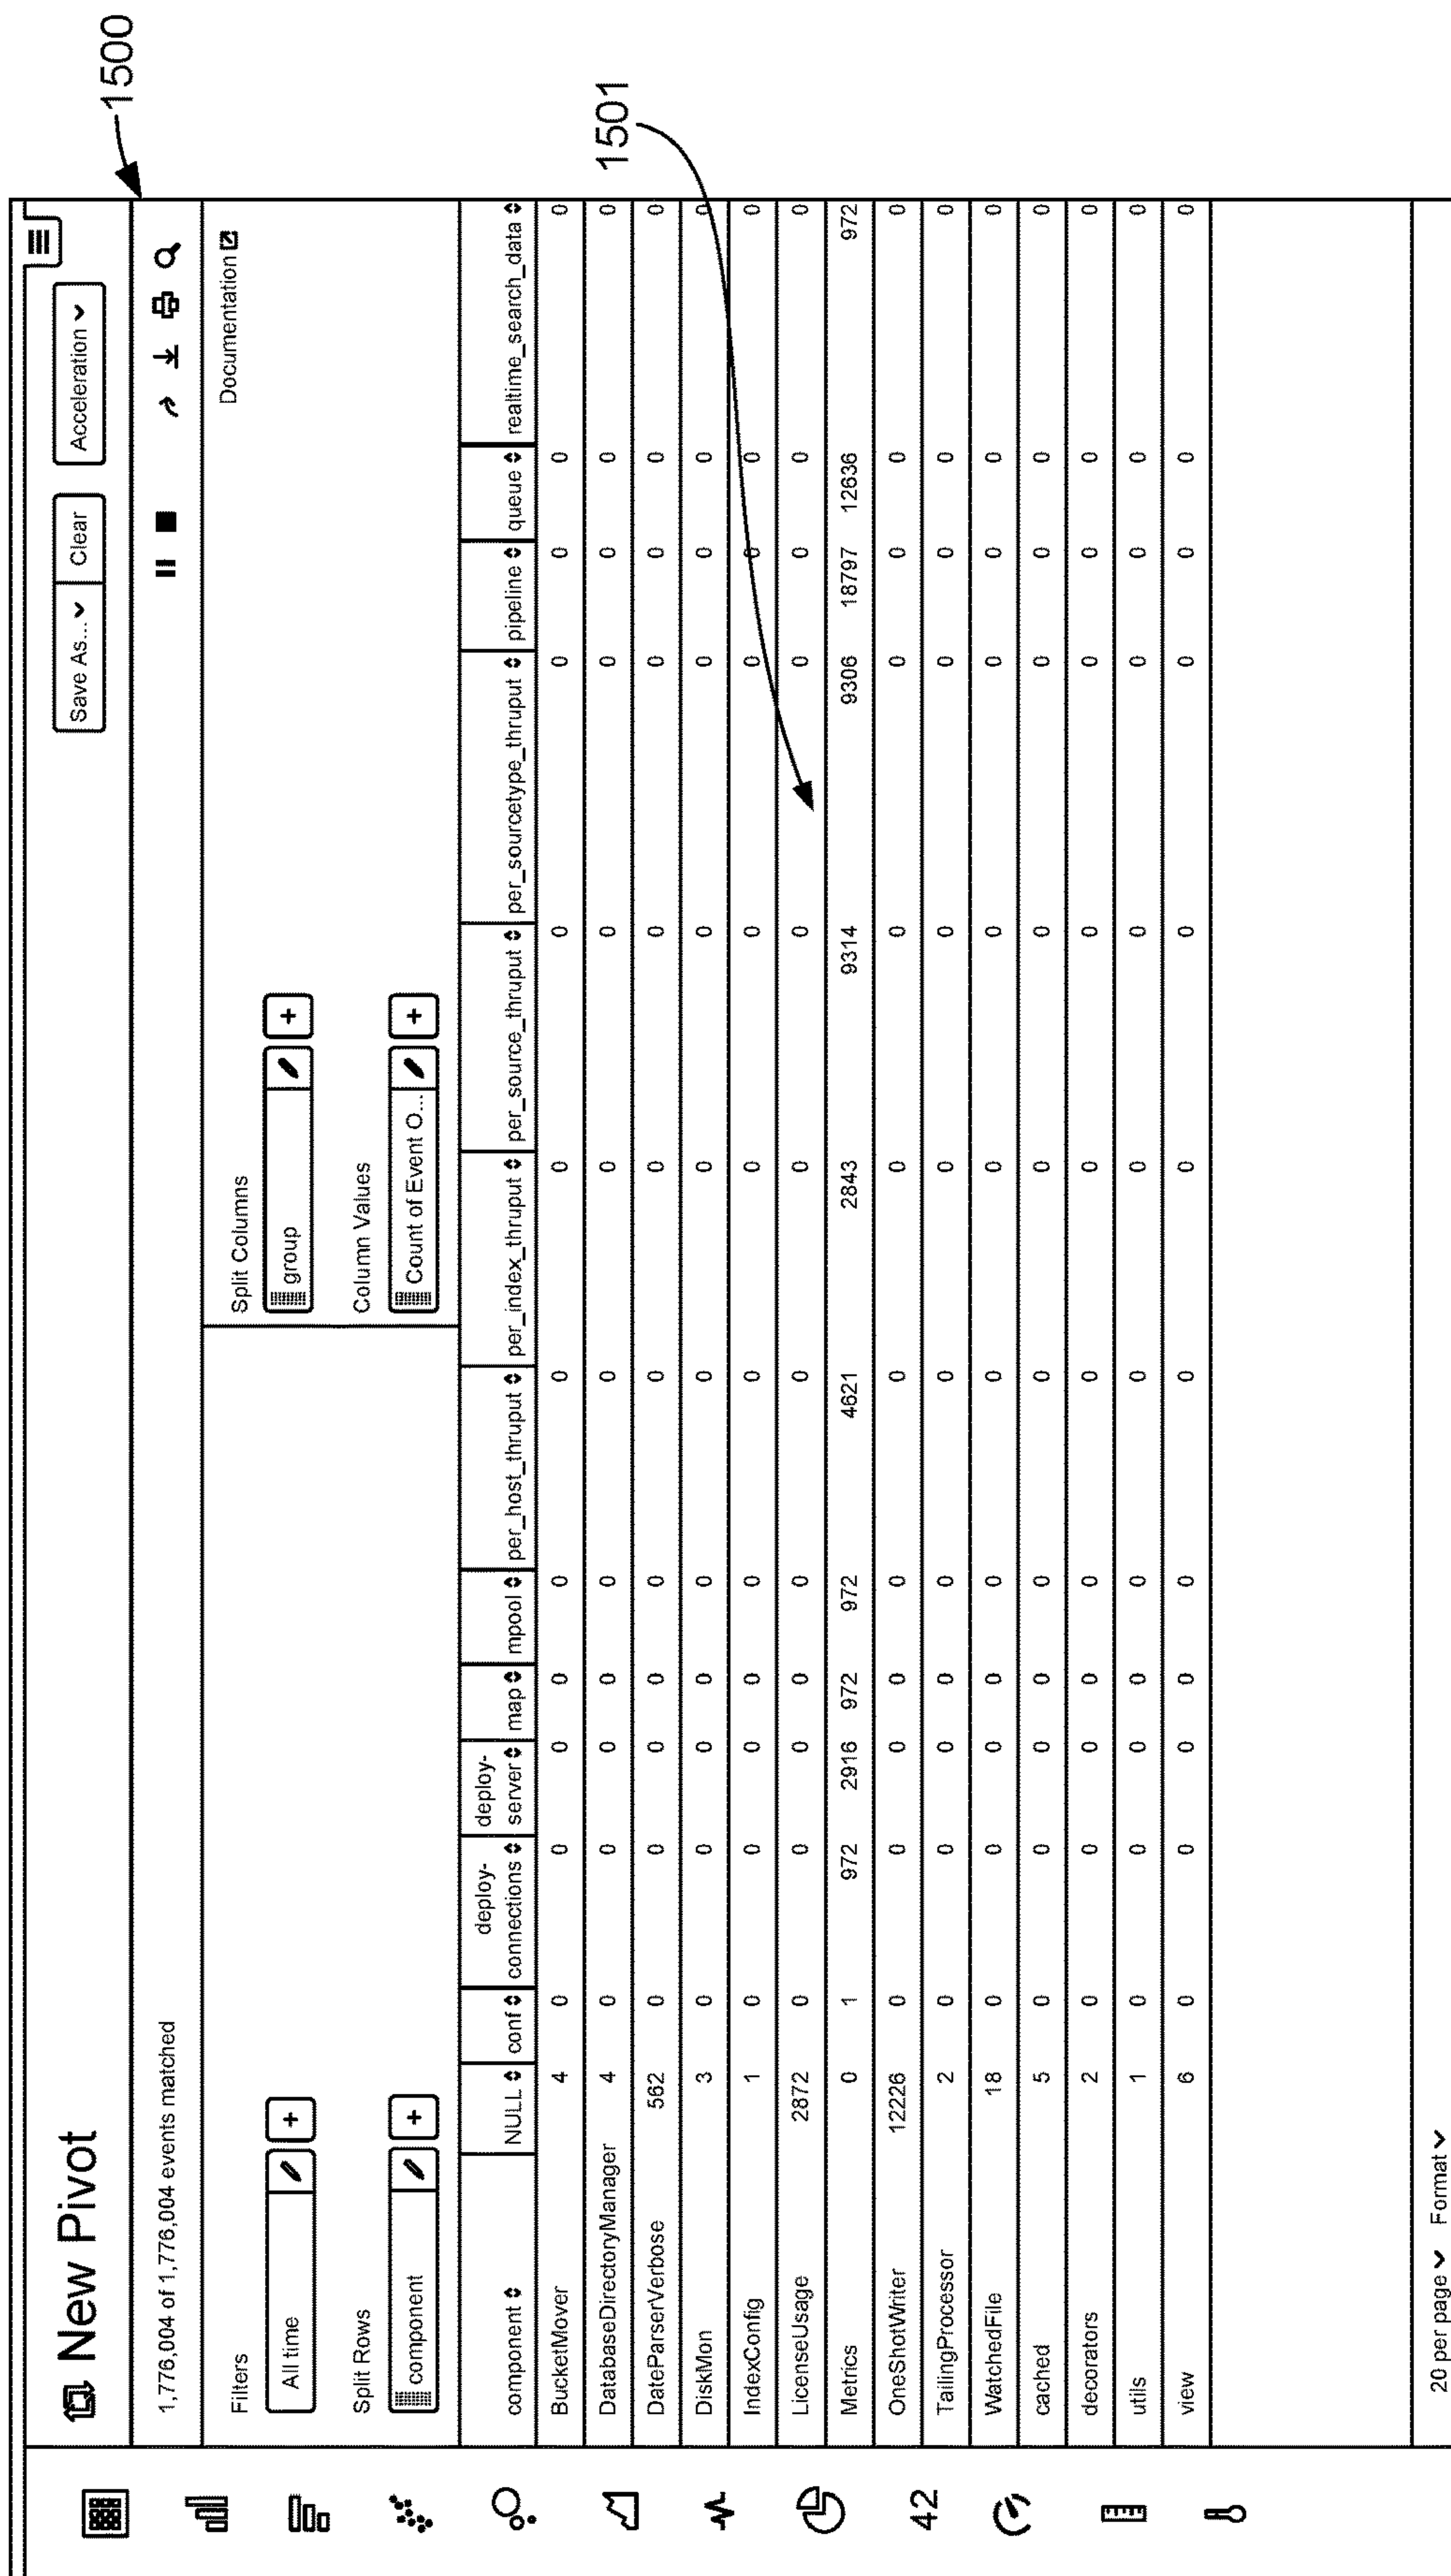 1500
New Pivot
Save As... Clear Acceleration
1,776,004 of 1,776,004 events matched
Filters
All time +
Split Columns
group +
Documentation
Split Rows
component +
Column Values
Count of Event O... +
component NULL conf deploy-connections deploy-server map mpool per_host_thruput per_index_thruput per_source_thruput per_sourcetype_thruput pipeline queue realtime_search_data
BucketMover 4 0 0 0 0 0 0 0 0 0 0 0 0
DatabaseDirectoryManager 4 0 0 0 0 0 0 0 0 0 0 0 0
DateParserVerbose 562 0 0 0 0 0 0 0 0 0 0 0 0
DiskMon 3 0 0 0 0 0 0 0 0 0 0 0 0
IndexConfig 1 0 0 0 0 0 0 0 0 0 0 0 0
LicenseUsage 2872 0 0 0 0 0 0 0 0 0 0 0 0
Metrics 0 1 972 2916 972 972 4621 2843 9314 9306 18797 12636 972
OneShotWriter 12226 0 0 0 0 0 0 0 0 0 0 0 0
TailingProcessor 2 0 0 0 0 0 0 0 0 0 0 0 0
WatchedFile 18 0 0 0 0 0 0 0 0 0 0 0 0
cached 5 0 0 0 0 0 0 0 0 0 0 0 0
decorators 2 0 0 0 0 0 0 0 0 0 0 0 0
utils 1 0 0 0 0 0 0 0 0 0 0 0 0
view 6 0 0 0 0 0 0 0 0 0 0 0 0
20 per page Format
42
1501